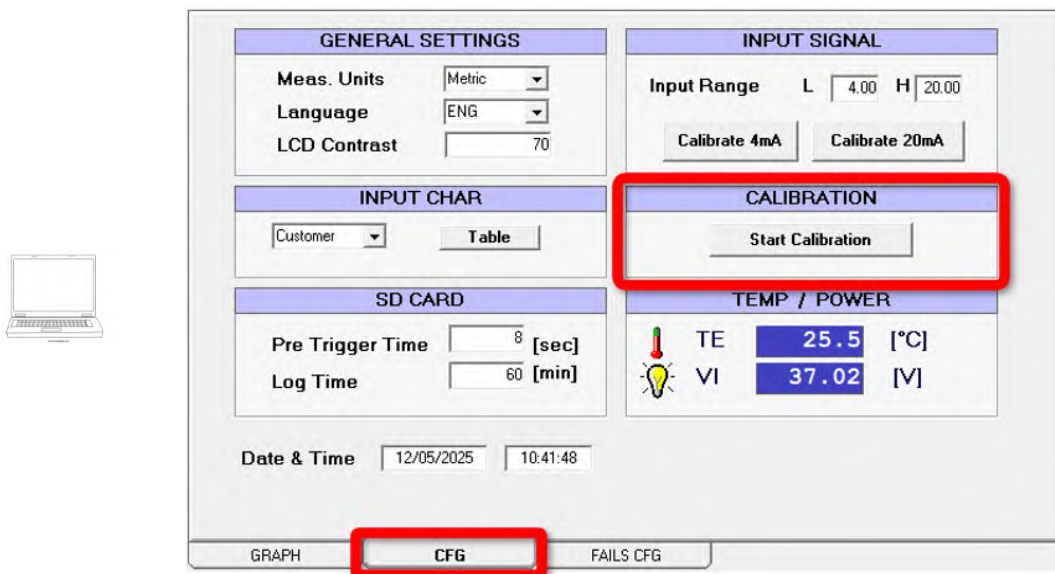 GENERAL SETTINGS
Meas. Units Metric
Language ENG
LCD Contrast 70
INPUT SIGNAL
Input Range L 4.00 H 20.00
Calibrate 4mA Calibrate 20mA
INPUT CHAR
Customer Table
CALIBRATION
Start Calibration
SD CARD
Pre Trigger Time 8 [sec]
Log Time 60 [min]
TEMP / POWER
TE 25.5 [°C]
VI 37.02 [V]
Date & Time 12/05/2025 10:41:48
GRAPH CFG FAILS CFG